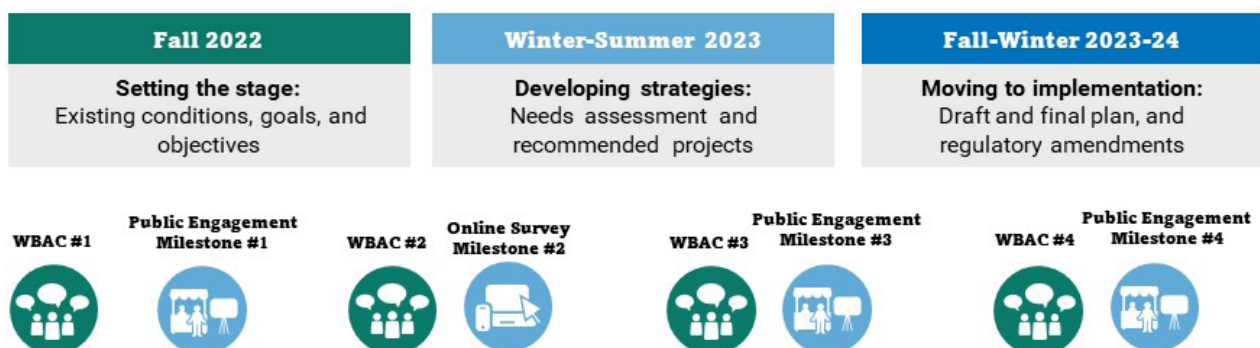 Fall 2022
Setting the stage:
Existing conditions, goals, and
objectives
Winter-Summer 2023
Developing strategies:
Needs assessment and
recommended projects
Fall-Winter 2023-24
Moving to implementation:
Draft and final plan, and
regulatory amendments
WBAC #1
Public Engagement
Milestone #1
WBAC #2
Online Survey
Milestone #2
WBAC #3
Public Engagement
Milestone #3
WBAC #4
Public Engagement
Milestone #4